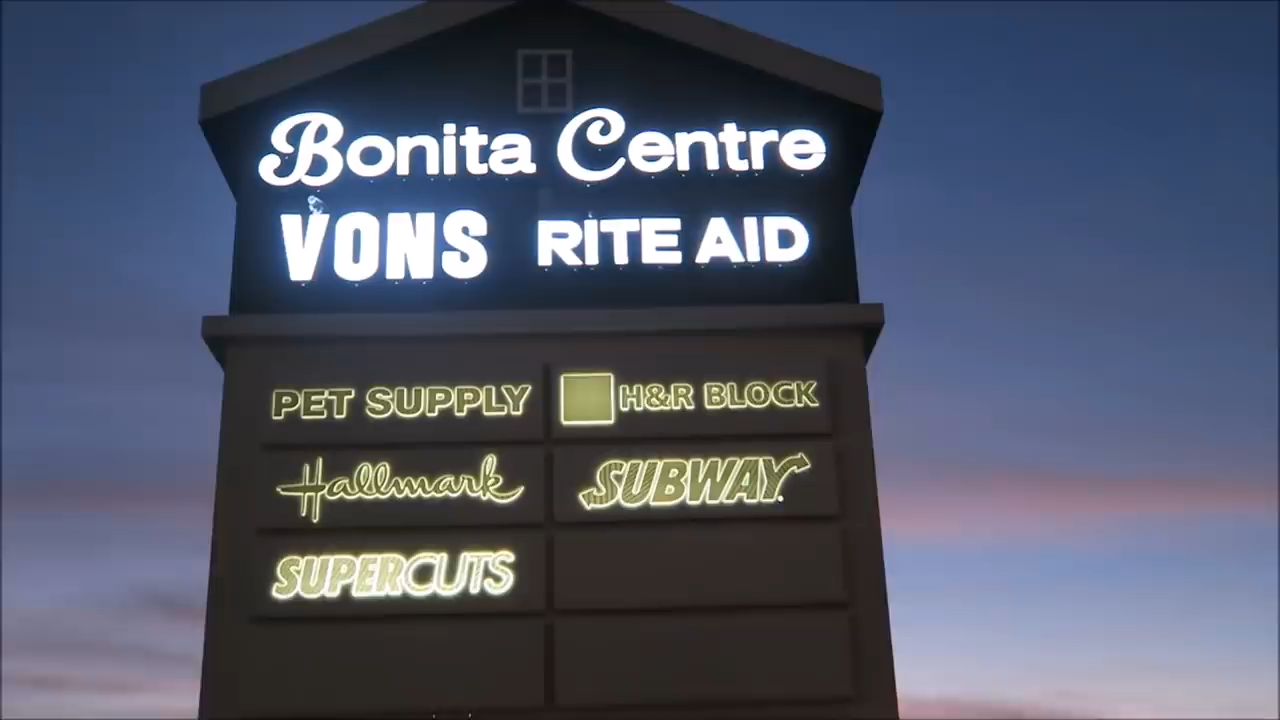 Bonita Centre
VONS RITE AID
PET SUPPLY H&R BLOCK
Hallmark SUBWAY
SUPERCUTS